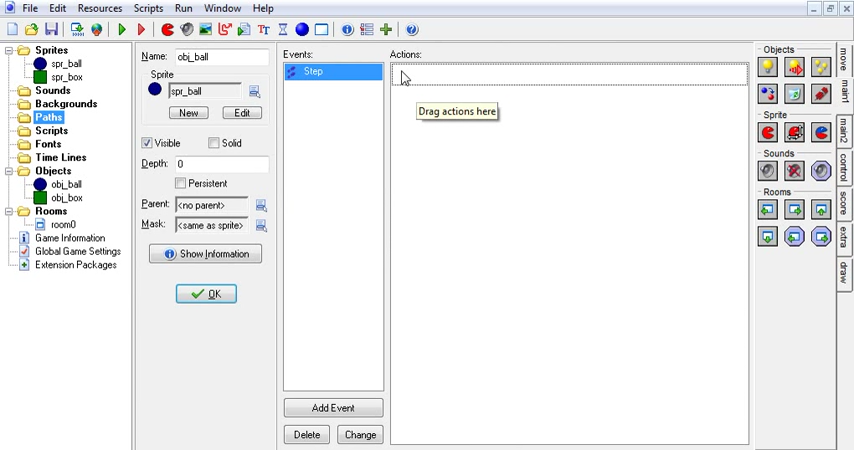 File Edit Resources Scripts Run Window Help
Sprites
spr_ball
spr_box
Sounds
Backgrounds
Paths
Scripts
Fonts
Time Lines
Objects
obj_ball
obj_box
Rooms
room0
Game Information
Global Game Settings
Extension Packages
Name: obj_ball
Sprite
spr_ball
New Edit
Visible Solid
Depth: 0
Persistent
Parent: <no parent>
Mask: <same as sprite>
Show Information
OK
Events:
Step
Add Event
Delete Change
Actions:
Drag actions here
Objects
Sprite
Sounds
Rooms
move
main1
main2
control
score
extra
draw